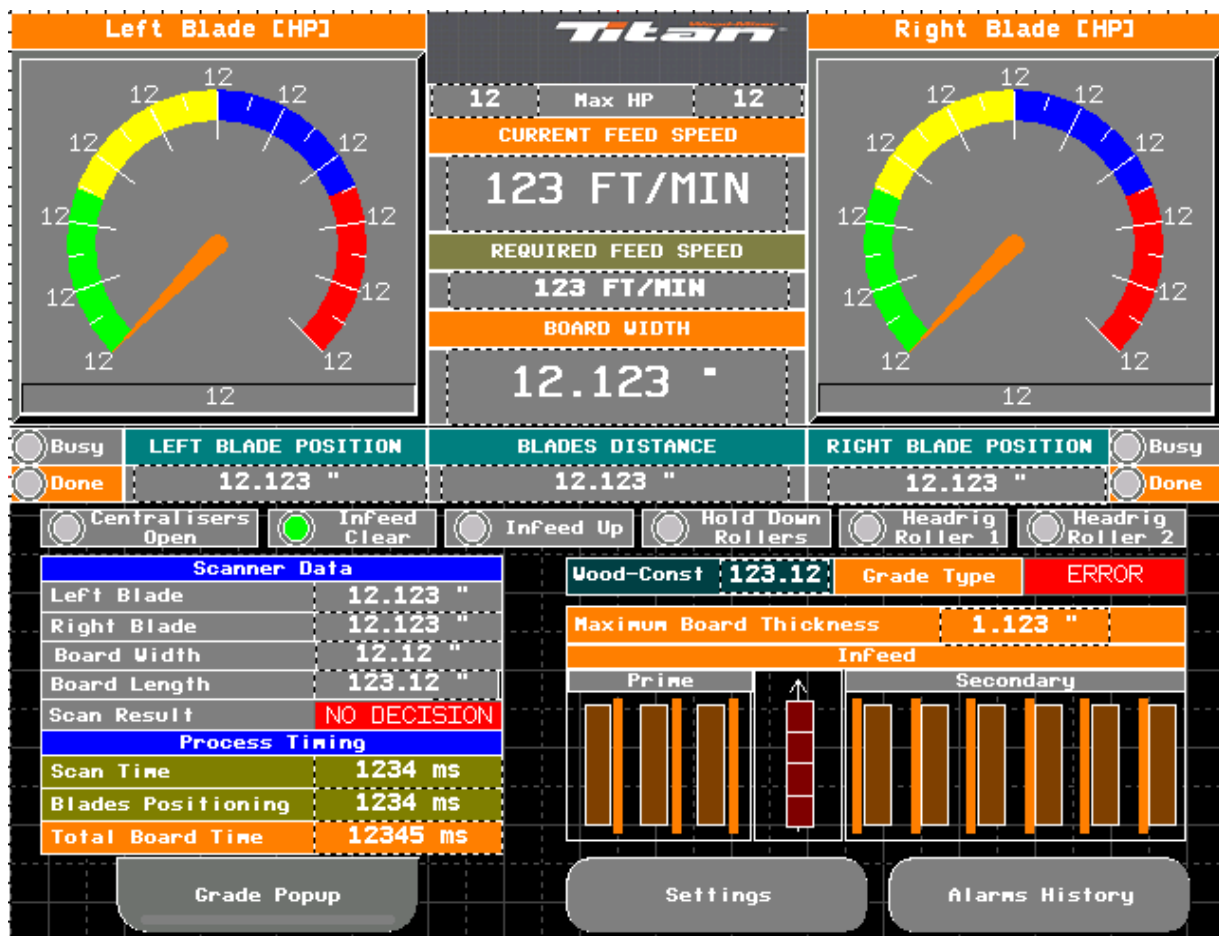 Left Blade [HP]
Wood-Mizer
Titan
Right Blade [HP]
12 12 12 12 12 12 12 12 12 12
12
12 Max HP 12
CURRENT FEED SPEED
123 FT/MIN
REQUIRED FEED SPEED
123 FT/MIN
BOARD WIDTH
12.123 "
12 12 12 12 12 12 12 12 12 12
12
Busy
LEFT BLADE POSITION
BLADES DISTANCE
RIGHT BLADE POSITION
Busy
Done
12.123 "
12.123 "
12.123 "
Done
Centralisers
Open
Infeed
Clear
Infeed Up
Hold Down
Rollers
Headrig
Roller 1
Headrig
Roller 2
Scanner Data
Left Blade 12.123 "
Right Blade 12.123 "
Board Width 12.12 "
Board Length 123.12 "
Scan Result NO DECISION
Process Timing
Scan Time 1234 ms
Blades Positioning 1234 ms
Total Board Time 12345 ms
Wood-Const 123.12 Grade Type ERROR
Maximum Board Thickness 1.123 "
Infeed
Prime
Secondary
Grade Popup
Settings
Alarms History